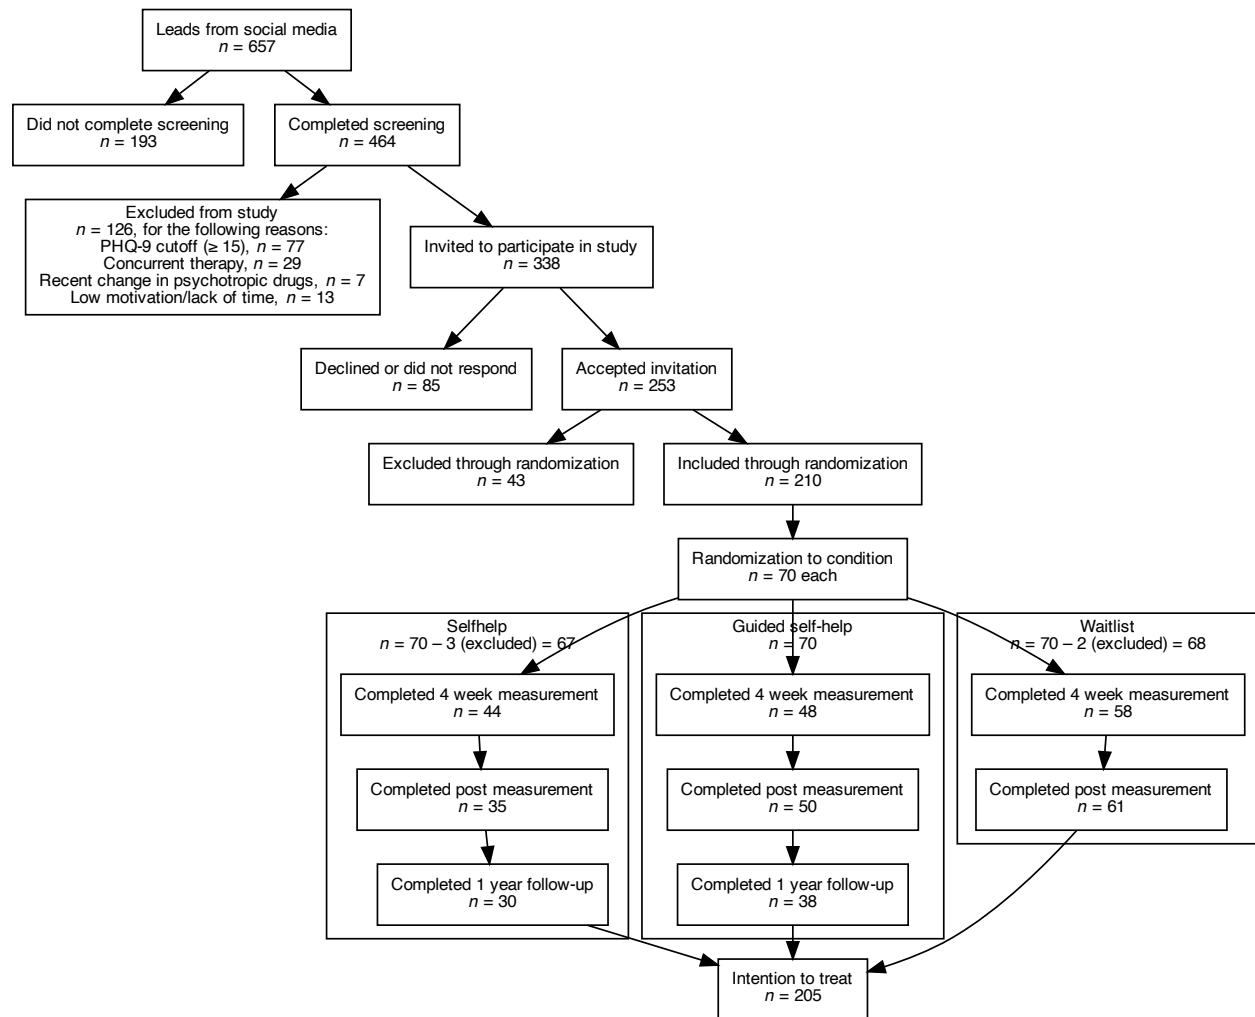 Leads from social media
n = 657
Did not complete screening
n = 193
Completed screening
n = 464
Excluded from study
n = 126, for the following reasons:
PHQ-9 cutoff (≥ 15), n = 77
Concurrent therapy, n = 29
Recent change in psychotropic drugs, n = 7
Low motivation/lack of time, n = 13
Invited to participate in study
n = 338
Declined or did not respond
n = 85
Accepted invitation
n = 253
Excluded through randomization
n = 43
Included through randomization
n = 210
Randomization to condition
n = 70 each
Selfhelp
n = 70 – 3 (excluded) = 67
Completed 4 week measurement
n = 44
Completed post measurement
n = 35
Completed 1 year follow-up
n = 30
Guided self-help
n = 70
Completed 4 week measurement
n = 48
Completed post measurement
n = 50
Completed 1 year follow-up
n = 38
Waitlist
n = 70 – 2 (excluded) = 68
Completed 4 week measurement
n = 58
Completed post measurement
n = 61
Intention to treat
n = 205